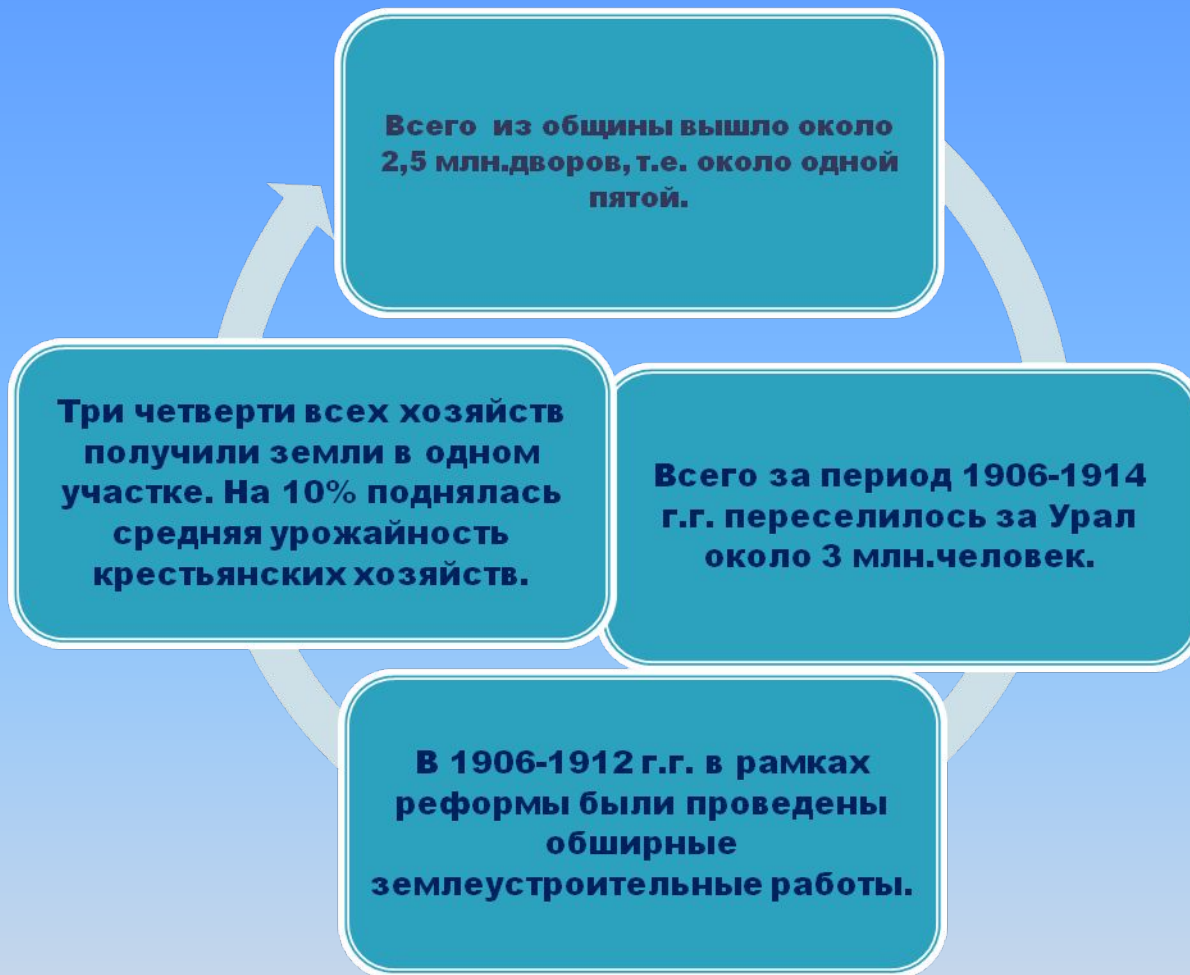 Всего из общины вышло около
2,5 млн.дворов, т.е. около одной
пятой.
Всего за период 1906-1914
г.г. переселилось за Урал
около 3 млн.человек.
В 1906-1912 г.г. в рамках
реформы были проведены
обширные
землеустроительные работы.
Три четверти всех хозяйств
получили земли в одном
участке. На 10% поднялась
средняя урожайность
крестьянских хозяйств.